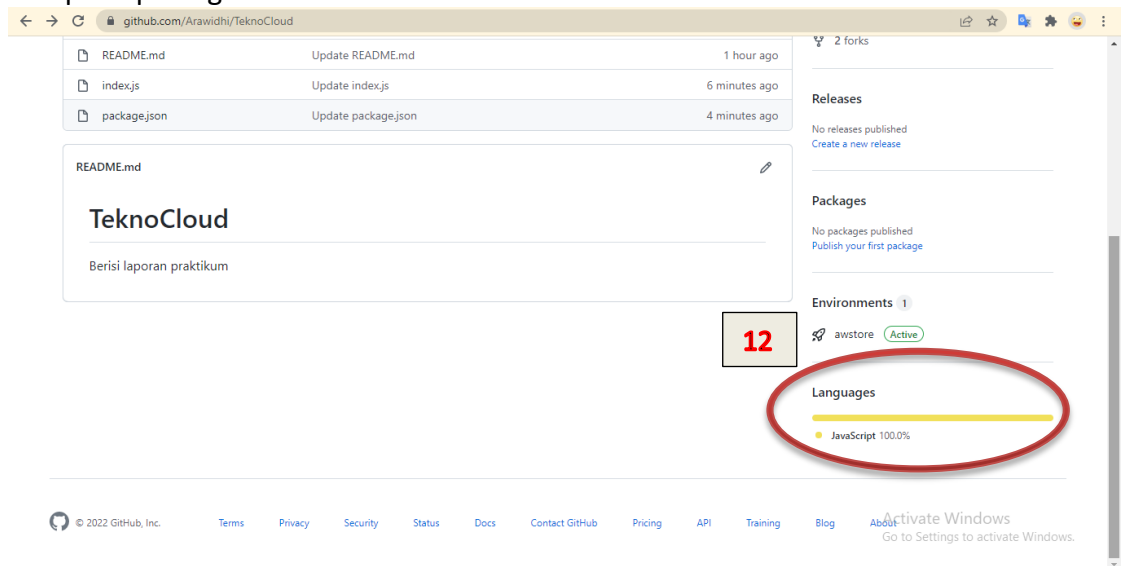 github.com/Arawidhi/TeknoCloud
README.md Update README.md 1 hour ago
index.js Update index.js 6 minutes ago
package.json Update package.json 4 minutes ago
README.md
TeknoCloud
Berisi laporan praktikum
2 forks
Releases
No releases published
Create a new release
Packages
No packages published
Publish your first package
Environments 1
awstore Active
12
Languages
JavaScript 100.0%
© 2022 GitHub, Inc. Terms Privacy Security Status Docs Contact GitHub Pricing API Training Blog About
Activate Windows
Go to Settings to activate Windows.